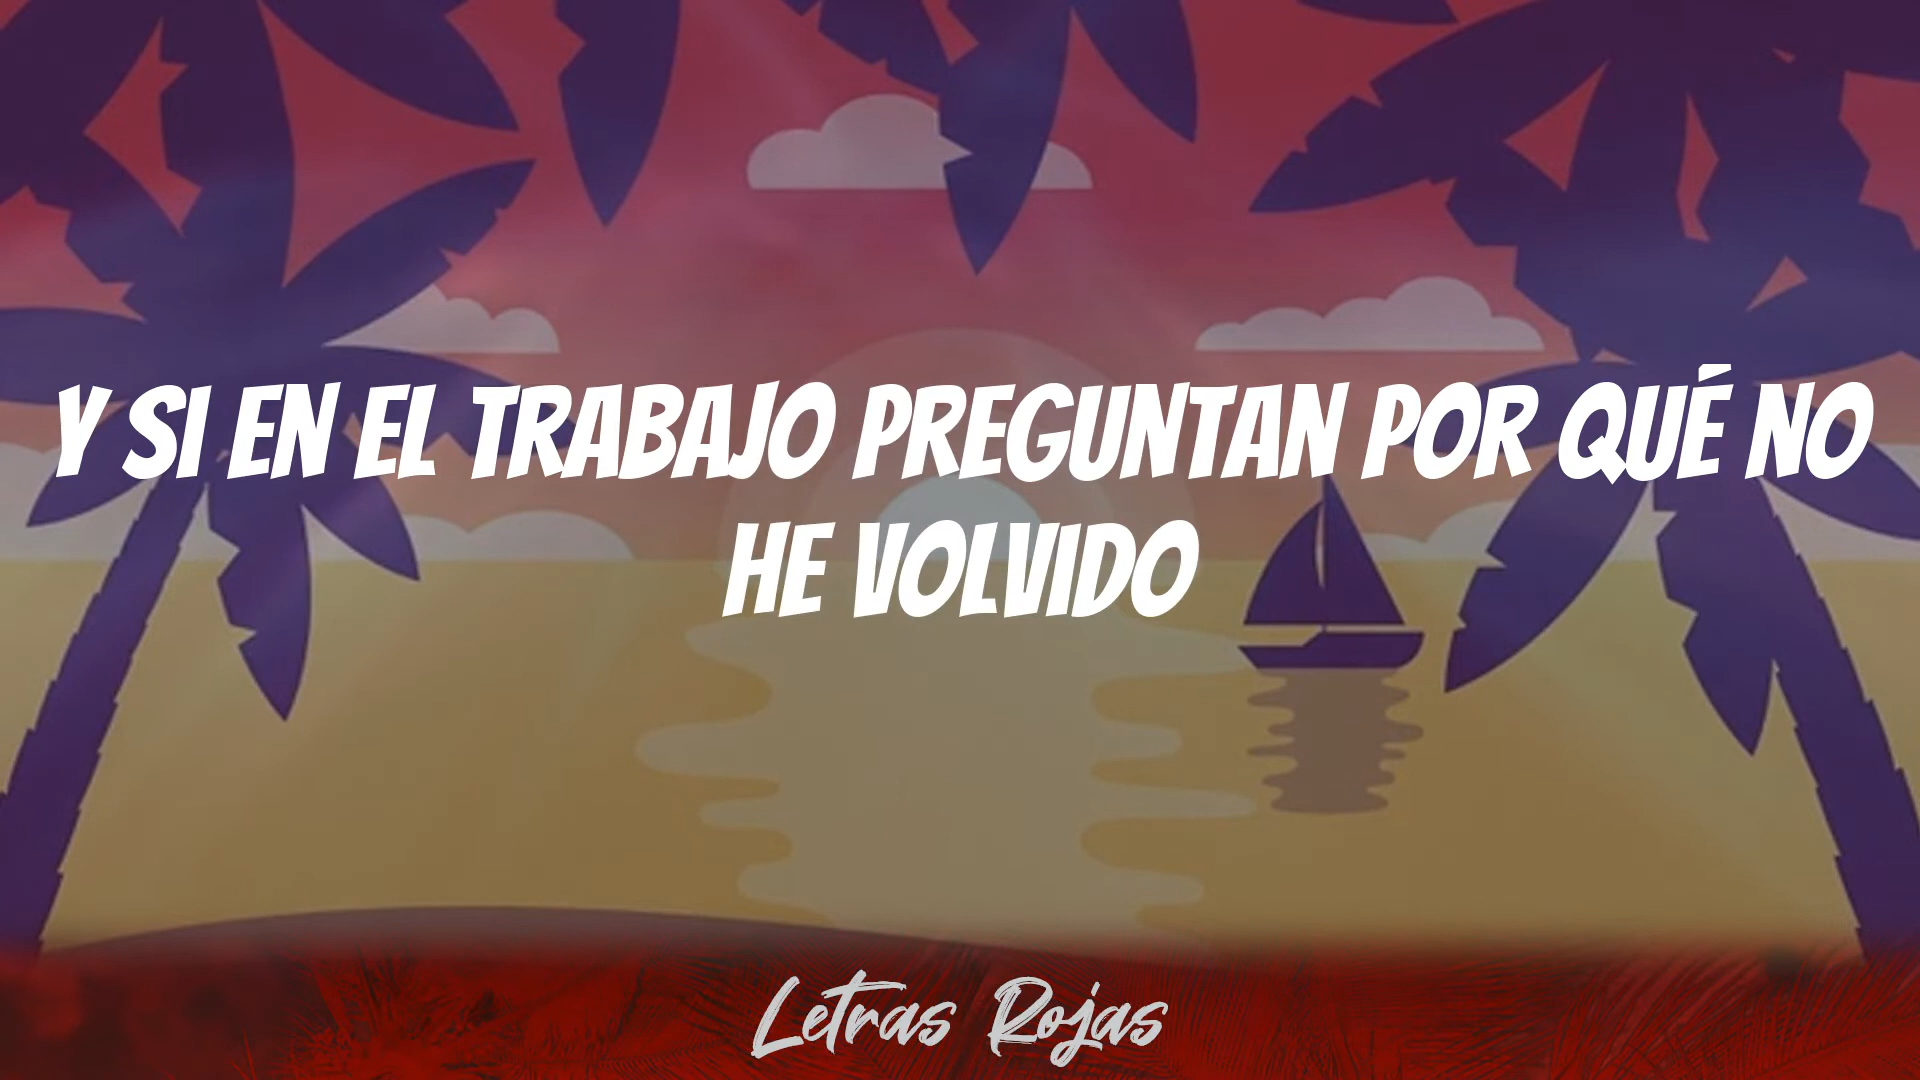 Y SI EN EL TRABAJO PREGUNTAN POR QUÉ NO
HE VOLVIDO
Letras Rojas